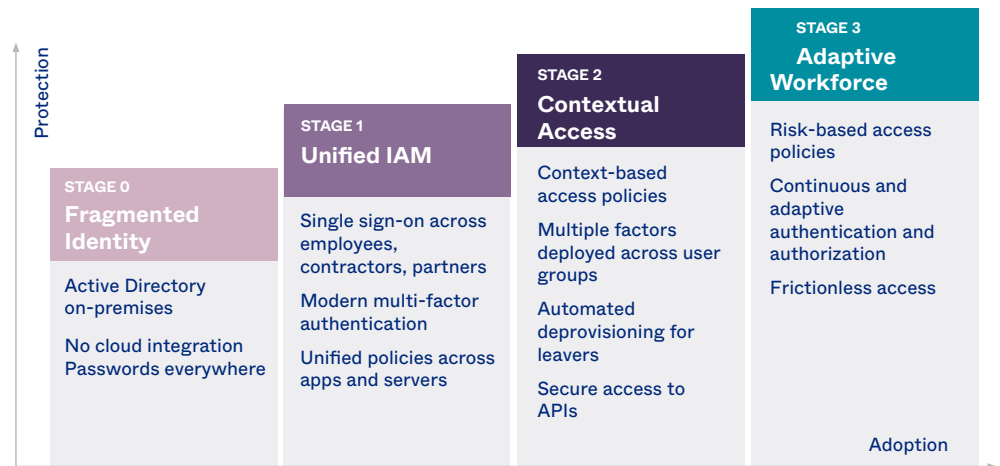 Protection
STAGE 0
Fragmented
Identity
Active Directory
on-premises
No cloud integration
Passwords everywhere
STAGE 1
Unified IAM
Single sign-on across
employees,
contractors, partners
Modern multi-factor
authentication
Unified policies across
apps and servers
STAGE 2
Contextual
Access
Context-based
access policies
Multiple factors
deployed across user
groups
Automated
deprovisioning for
leavers
Secure access to
APIs
STAGE 3
Adaptive
Workforce
Risk-based access
policies
Continuous and
adaptive
authentication and
authorization
Frictionless access
Adoption